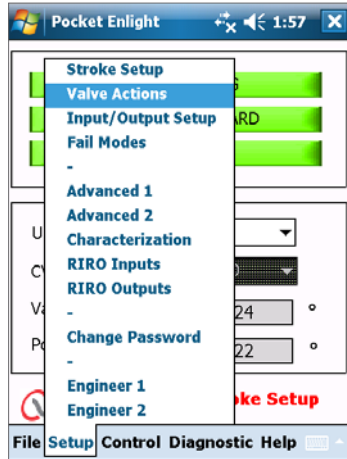 Pocket Enlight 1:57
Stroke Setup
Valve Actions
Input/Output Setup
ARD
Fail Modes
-
Advanced 1
Advanced 2
Characterization
RIRO Inputs
RIRO Outputs
24 °
-
Change Password
22 °
-
Engineer 1
oke Setup
Engineer 2
File Setup Control Diagnostic Help